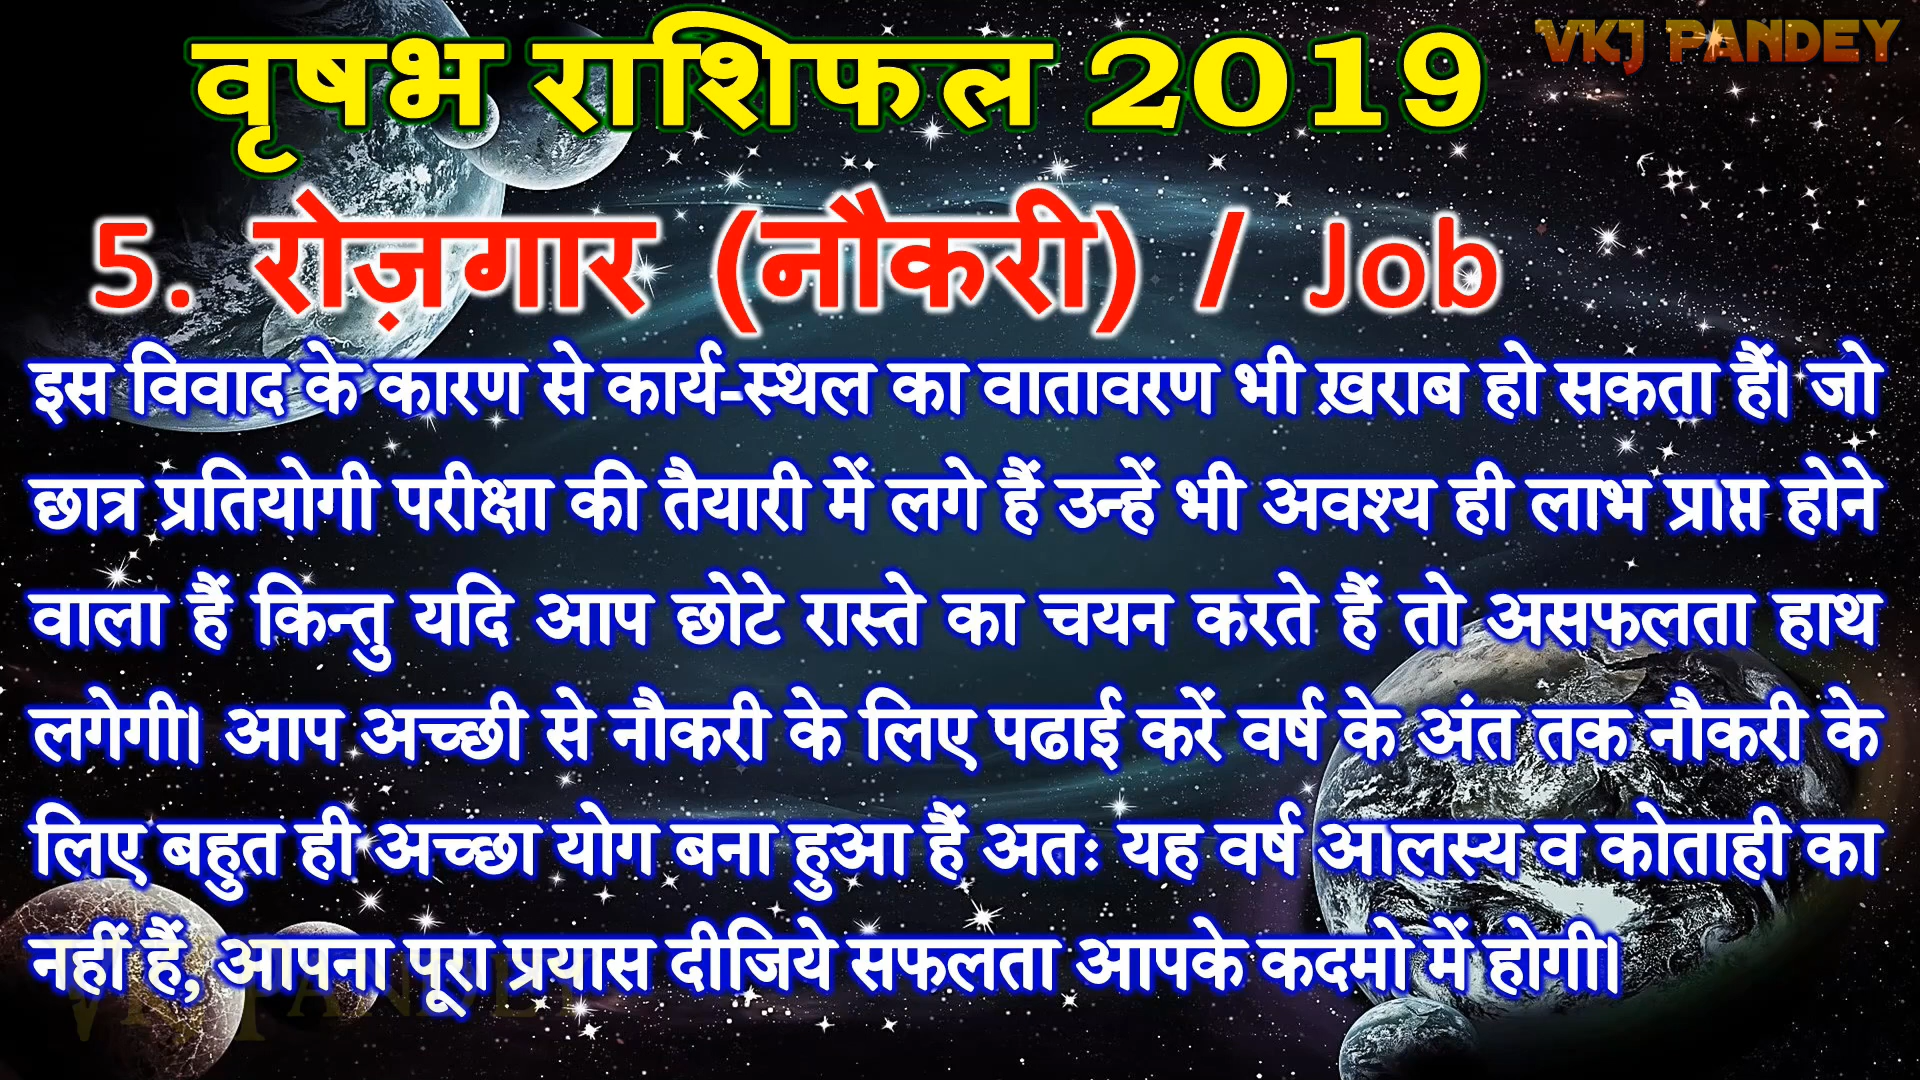 VKJ PANDEY
वृषभ राशिफल 2019
5. रोज़गार (नौकरी) / Job
इस विवाद के कारण से कार्य-स्थल का वातावरण भी ख़राब हो सकता हैं। जो
छात्र प्रतियोगी परीक्षा की तैयारी में लगे हैं उन्हें भी अवश्य ही लाभ प्राप्त होने
वाला हैं किन्तु यदि आप छोटे रास्ते का चयन करते हैं तो असफलता हाथ
लगेगी। आप अच्छी से नौकरी के लिए पढाई करें वर्ष के अंत तक नौकरी के
लिए बहुत ही अच्छा योग बना हुआ हैं अतः यह वर्ष आलस्य व कोताही का
नहीं हैं, आपना पूरा प्रयास दीजिये सफलता आपके कदमो में होगी।
VKJ PANDEY